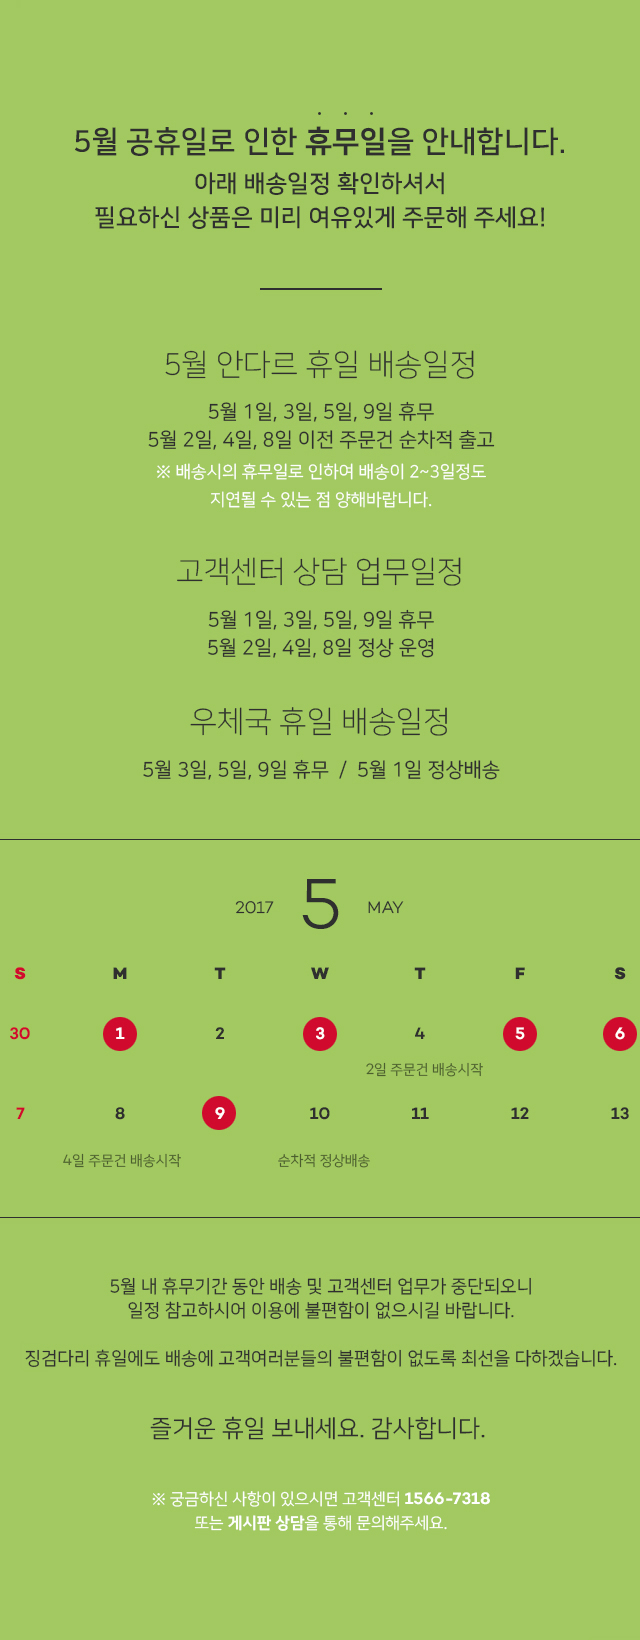 5월 공휴일로 인한 휴무일을 안내합니다.
아래 배송일정 확인하셔서
필요하신 상품은 미리 여유있게 주문해 주세요!
5월 안다르 휴일 배송일정
5월 1일, 3일, 5일, 9일 휴무
5월 2일, 4일, 8일 이전 주문건 순차적 출고
※ 배송시의 휴무일로 인하여 배송이 2~3일정도
지연될 수 있는 점 양해바랍니다.
고객센터 상담 업무일정
5월 1일, 3일, 5일, 9일 휴무
5월 2일, 4일, 8일 정상 운영
우체국 휴일 배송일정
5월 3일, 5일, 9일 휴무 / 5월 1일 정상배송
2017 5 MAY
S M T W T F S
30 1 2 3 4 5 6
2일 주문건 배송시작
7 8 9 10 11 12 13
4일 주문건 배송시작 순차적 정상배송
5월 내 휴무기간 동안 배송 및 고객센터 업무가 중단되오니
일정 참고하시어 이용에 불편함이 없으시길 바랍니다.
징검다리 휴일에도 배송에 고객여러분들의 불편함이 없도록 최선을 다하겠습니다.
즐거운 휴일 보내세요. 감사합니다.
※ 궁금하신 사항이 있으시면 고객센터 1566-7318
또는 게시판 상담을 통해 문의해주세요.